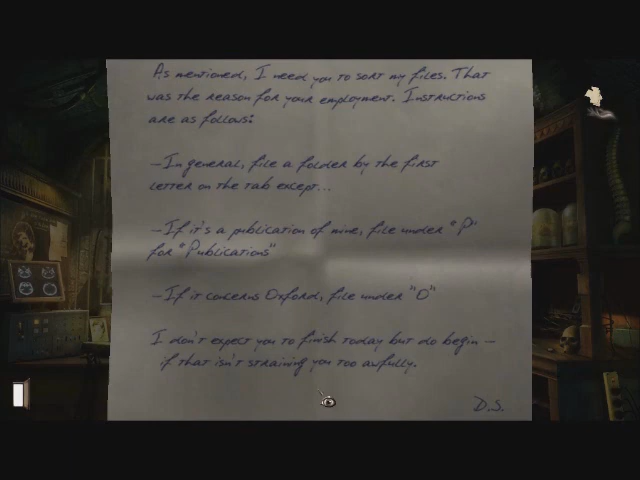 As mentioned, I need you to sort my files. That
was the reason for your employment. Instructions
are as follows:
-In general, file a folder by the first
letter on the tab except...
-If it's a publication of mine, file under "P"
for "Publications"
-If it concerns Oxford, file under "O"
I don't expect you to finish today but do begin -
if that isn't straining you too awfully.
D.S.